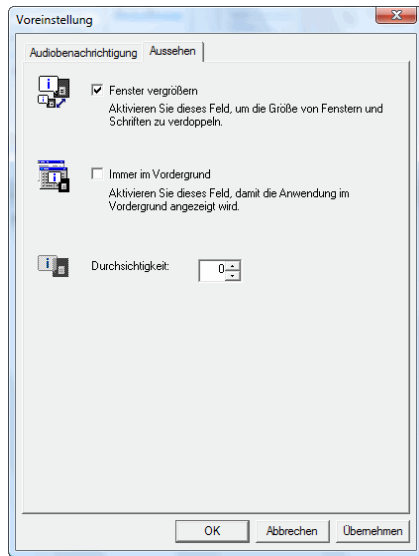 Voreinstellung
Audiobenachrichtigung Aussehen
Fenster vergrößern
Aktivieren Sie dieses Feld, um die Größe von Fenstern und
Schriften zu verdoppeln.
Immer im Vordergrund
Aktivieren Sie dieses Feld, damit die Anwendung im
Vordergrund angezeigt wird.
Durchsichtigkeit: 0
OK Abbrechen Übernehmen